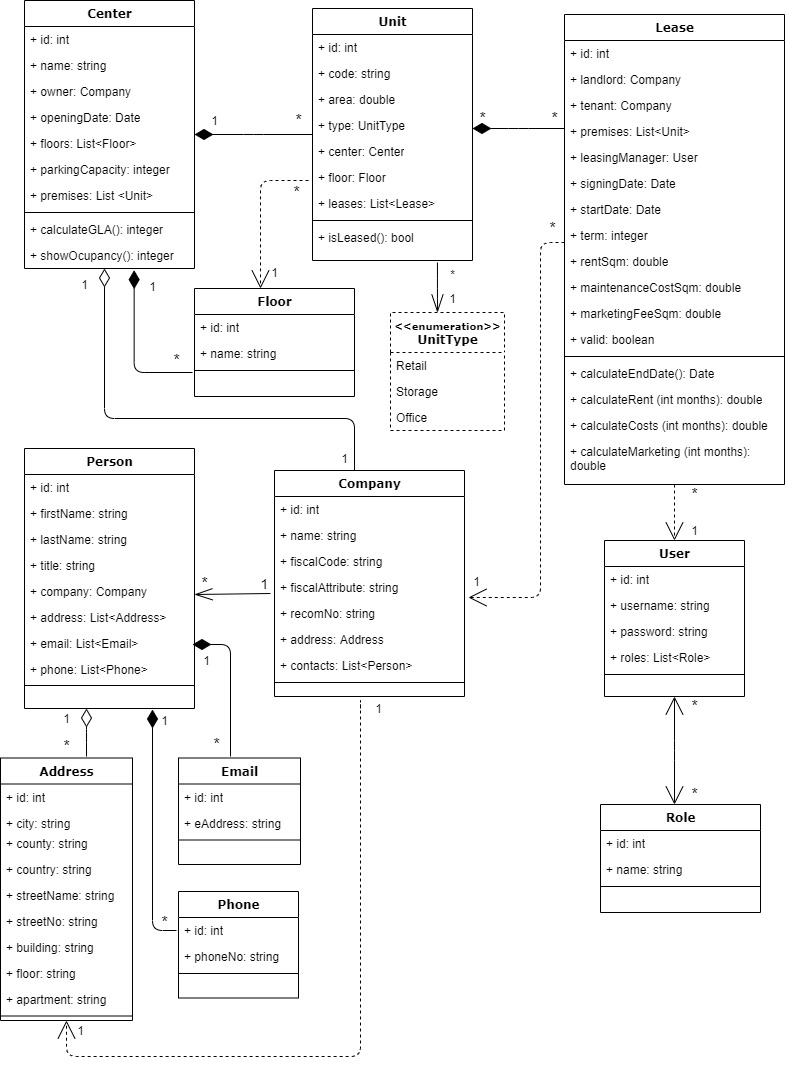 Center
+ id: int
+ name: string
+ owner: Company
+ openingDate: Date
+ floors: List<Floor>
+ parkingCapacity: integer
+ premises: List <Unit>
+ calculateGLA(): integer
+ showOcupancy(): integer
1
*
1
1
*
1
Unit
+ id: int
+ code: string
+ area: double
+ type: UnitType
+ center: Center
+ floor: Floor
+ leases: List<Lease>
+ isLeased(): bool
*
*
*
1
*
1
Lease
+ id: int
+ landlord: Company
+ tenant: Company
+ premises: List<Unit>
+ leasingManager: User
+ signingDate: Date
+ startDate: Date
+ term: integer
+ rentSqm: double
+ maintenanceCostSqm: double
+ marketingFeeSqm: double
+ valid: boolean
+ calculateEndDate(): Date
+ calculateRent (int months): double
+ calculateCosts (int months): double
+ calculateMarketing (int months):
double
*
1
*
1
Floor
+ id: int
+ name: string
<<enumeration>>
UnitType
Retail
Storage
Office
Person
+ id: int
+ firstName: string
+ lastName: string
+ title: string
+ company: Company
+ address: List<Address>
+ email: List<Email>
+ phone: List<Phone>
*
1
1
*
1
*
1
*
Company
+ id: int
+ name: string
+ fiscalCode: string
+ fiscalAttribute: string
+ recomNo: string
+ address: Address
+ contacts: List<Person>
1
1
User
+ id: int
+ username: string
+ password: string
+ roles: List<Role>
*
*
Address
+ id: int
+ city: string
+ county: string
+ country: string
+ streetName: string
+ streetNo: string
+ building: string
+ floor: string
+ apartment: string
Email
+ id: int
+ eAddress: string
Phone
+ id: int
+ phoneNo: string
Role
+ id: int
+ name: string